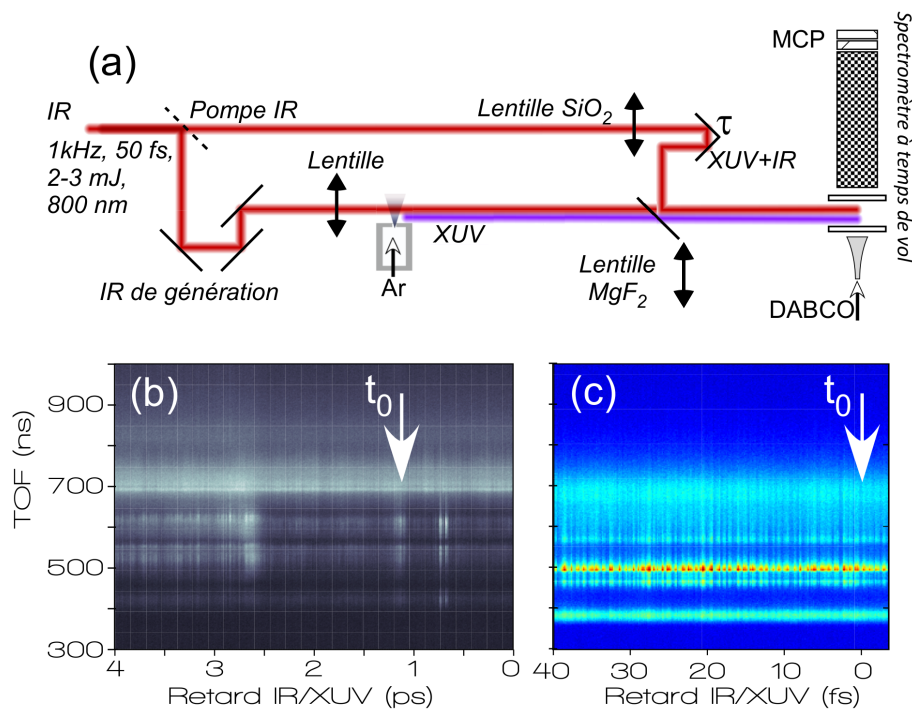 (a)
IR
1kHz, 50 fs,
2-3 mJ,
800 nm
Pompe IR
Lentille
Lentille SiO2
τ
XUV+IR
MCP
Spectromètre à temps de vol
XUV
IR de génération
Ar
Lentille
MgF2
DABCO
(b)
t0
TOF (ns)
900
700
500
300
4 3 2 1 0
Retard IR/XUV (ps)
(c)
t0
40 30 20 10 0
Retard IR/XUV (fs)